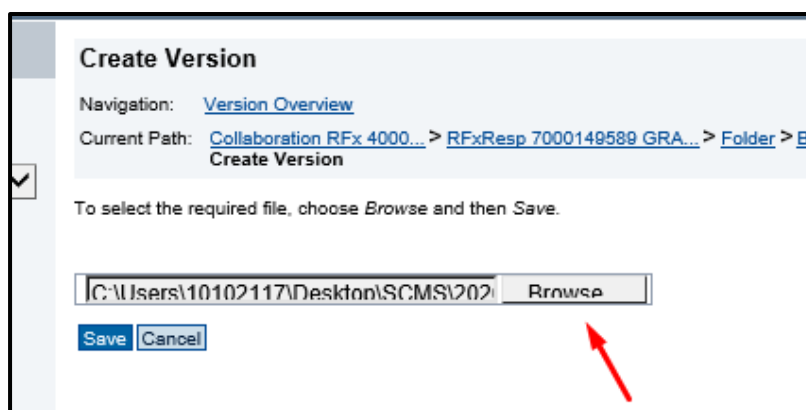 Create Version
Navigation: Version Overview
Current Path: Collaboration RFx 4000... > RFxResp 7000149589 GRA... > Folder > B
Create Version
To select the required file, choose Browse and then Save.
C:\Users\10102117\Desktop\SCMS\202 Browse
Save Cancel